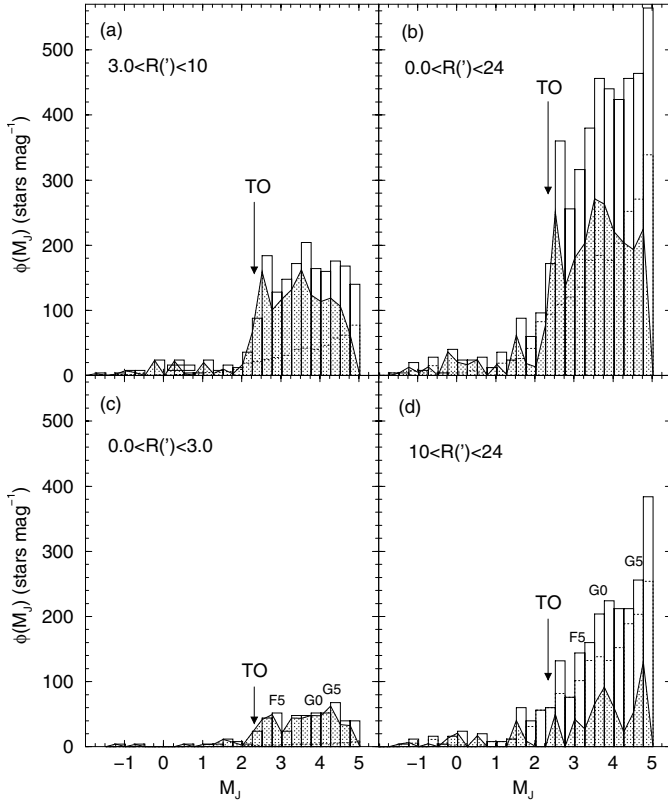 (a)
3.0<R(')<10
TO
ϕ(M_J) (stars mag⁻¹)
500
400
300
200
100
0
(b)
0.0<R(')<24
TO
(c)
0.0<R(')<3.0
TO
F5
G0
G5
ϕ(M_J) (stars mag⁻¹)
500
400
300
200
100
0
−1 0 1 2 3 4 5
M_J
(d)
10<R(')<24
TO
F5
G0
G5
−1 0 1 2 3 4 5
M_J